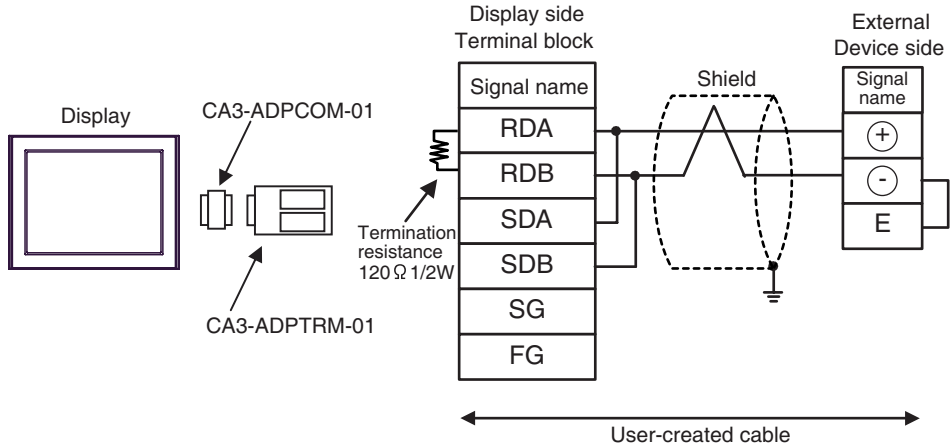 Display side
Terminal block
External
Device side
Signal name
Shield
Signal
name
Display
CA3-ADPCOM-01
RDA
+
RDB
-
SDA
E
Termination
resistance
120Ω 1/2W
SDB
SG
CA3-ADPTRM-01
FG
User-created cable